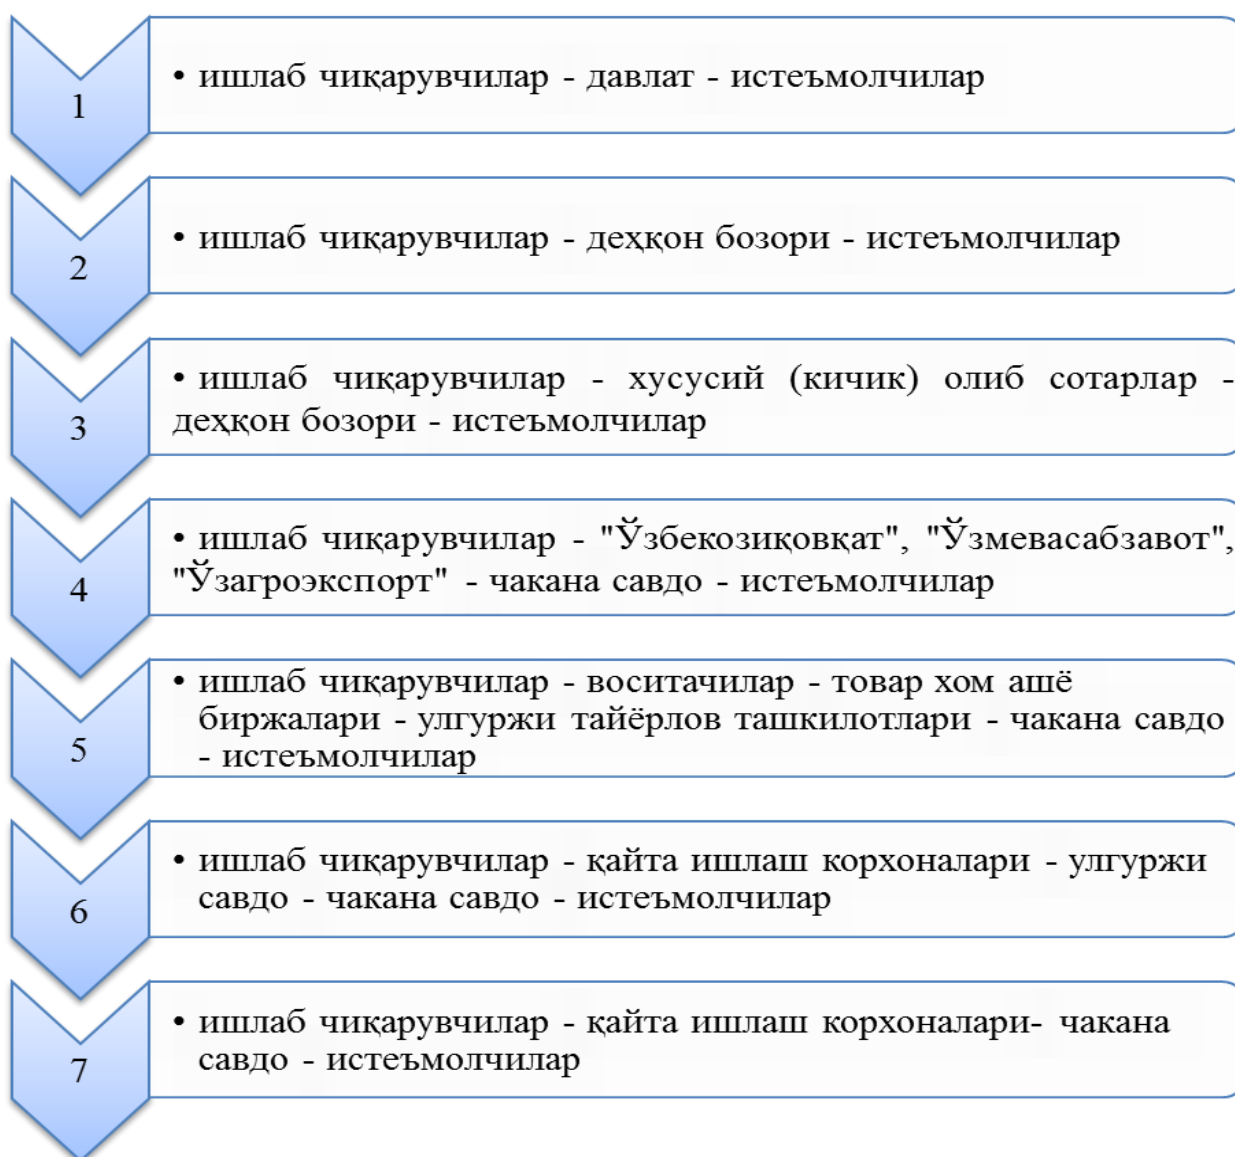 1
• ишлаб чиқарувчилар - давлат - истеъмолчилар
2
• ишлаб чиқарувчилар - деҳқон бозори - истеъмолчилар
3
• ишлаб чиқарувчилар - хусусий (кичик) олиб сотарлар -
деҳқон бозори - истеъмолчилар
4
• ишлаб чиқарувчилар - "Ўзбекозиқовқат", "Ўзмевасабзавот",
"Ўзагроэкспорт" - чакана савдо - истеъмолчилар
5
• ишлаб чиқарувчилар - воситачилар - товар хом ашё
биржалари - улгуржи тайёрлов ташкилотлари - чакана савдо
- истеъмолчилар
6
• ишлаб чиқарувчилар - қайта ишлаш корхоналари - улгуржи
савдо - чакана савдо - истеъмолчилар
7
• ишлаб чиқарувчилар - қайта ишлаш корхоналари- чакана
савдо - истеъмолчилар